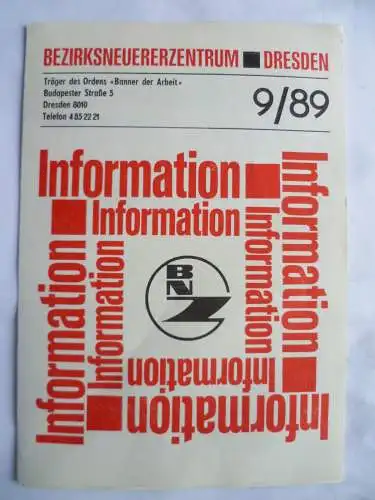 BEZIRKSNEUERERZENTRUM ■ DRESDEN
Träger des Ordens »Banner der Arbeit«
Budapester Straße 5
Dresden 8010
Telefon 4 85 22 21
9/89
Information
Information
Information
Information
BN
Z
Information
Information
Information
Information